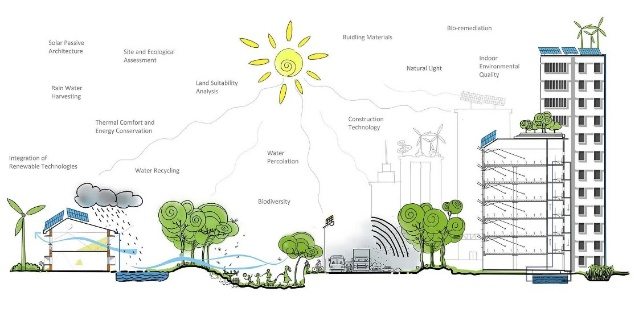 Solar Passive
Architecture
Site and Ecological
Assessment
Buidling Materials
Bio-remediation
Natural Light
Indoor
Environmental
Quality
Rain Water
Harvesting
Land Suitability
Analysis
Thermal Comfort and
Energy Conservation
Construction
Technology
Integration of
Renewable Technologies
Water Recycling
Water
Percolation
Biodiversity